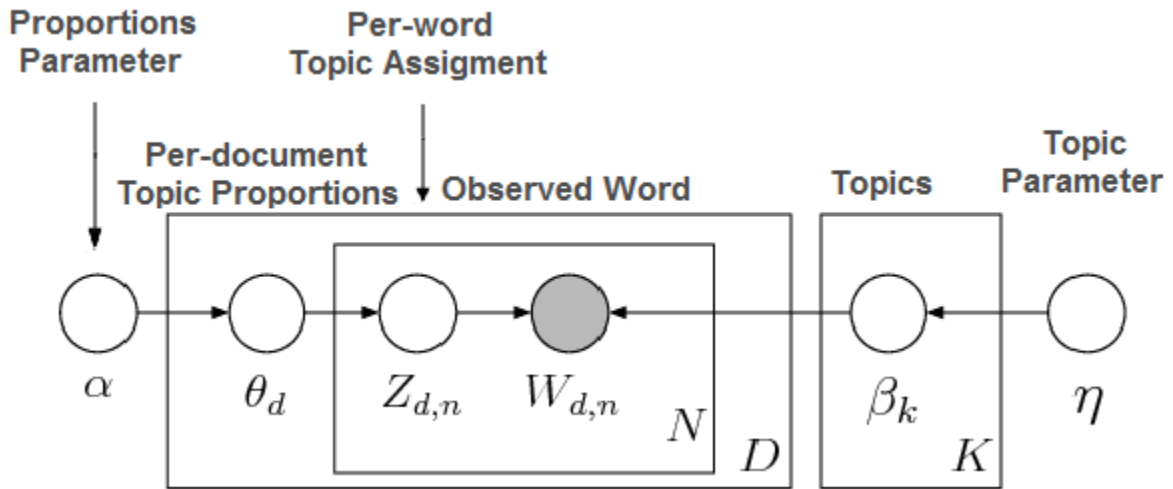 Proportions
Parameter
Per-word
Topic Assigment
Per-document
Topic Proportions
Observed Word
Topics
Topic
Parameter
α
θ_d
Z_{d,n}
W_{d,n}
N
D
β_k
K
η